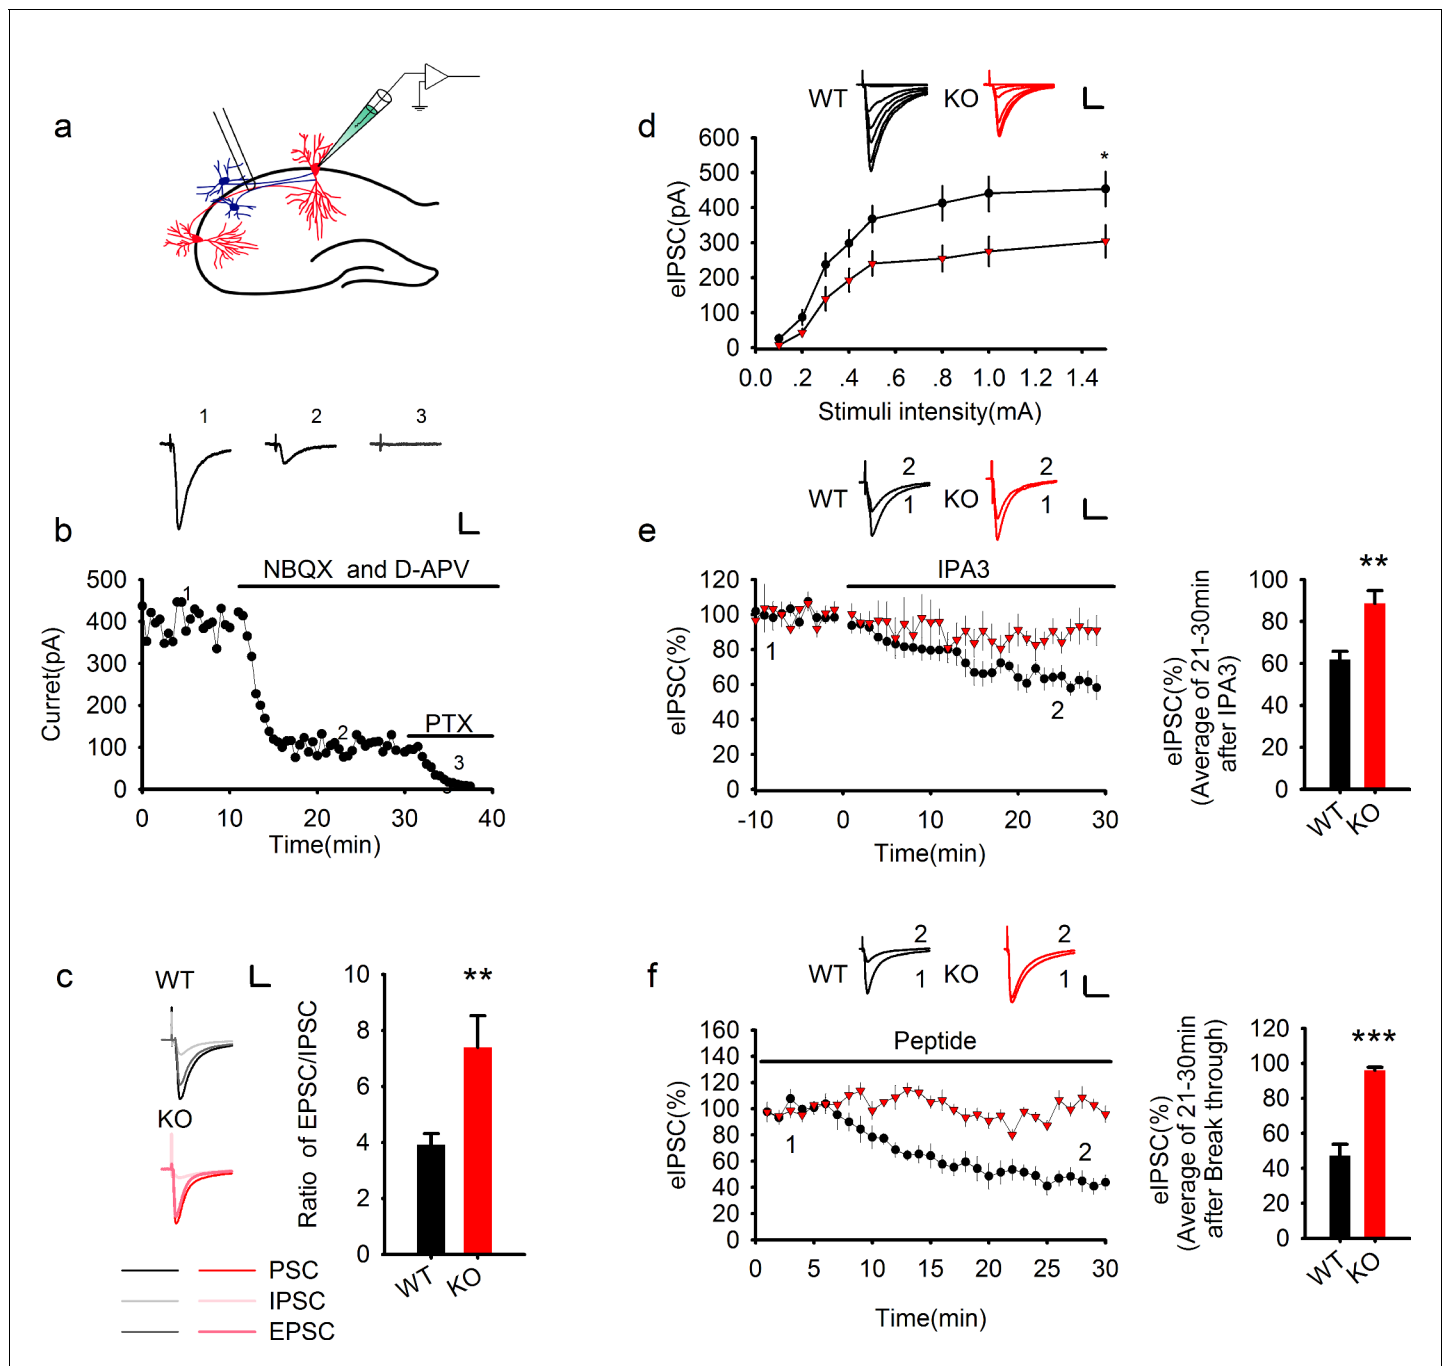 a
b
1 2 3
NBQX and D-APV
PTX
1
2
3
500
400
300
200
100
0
Curret(pA)
0 10 20 30 40
Time(min)
c
WT
KO
PSC
IPSC
EPSC
**
10
8
6
4
2
0
Ratio of EPSC/IPSC
WT KO
d
WT KO
*
600
500
400
300
200
100
0
eIPSC(pA)
0.0 .2 .4 .6 .8 1.0 1.2 1.4
Stimuli intensity(mA)
e
WT 2 1 KO 2 1
IPA3
120
100
80
60
40
20
0
eIPSC(%)
1
2
-10 0 10 20 30
Time(min)
**
100
80
60
40
20
0
eIPSC(%)
(Average of 21-30min
after IPA3)
WT KO
f
WT 2 1 KO 2 1
Peptide
160
140
120
100
80
60
40
20
0
eIPSC(%)
1
2
0 5 10 15 20 25 30
Time(min)
***
120
100
80
60
40
20
0
eIPSC(%)
(Average of 21-30min
after Break through)
WT KO